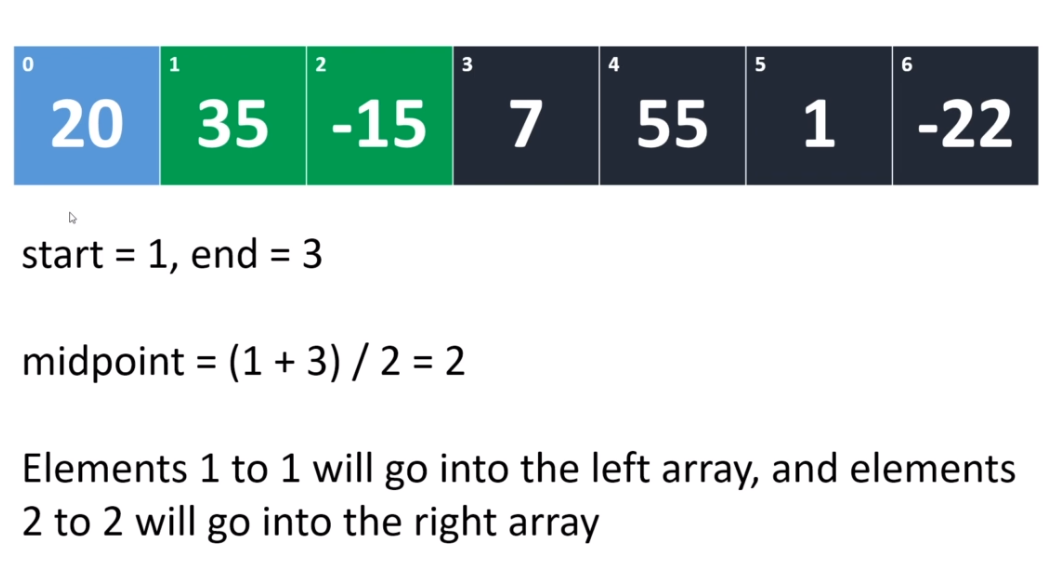 0 1 2 3 4 5 6
20 35 -15 7 55 1 -22
start = 1, end = 3
midpoint = (1 + 3) / 2 = 2
Elements 1 to 1 will go into the left array, and elements
2 to 2 will go into the right array